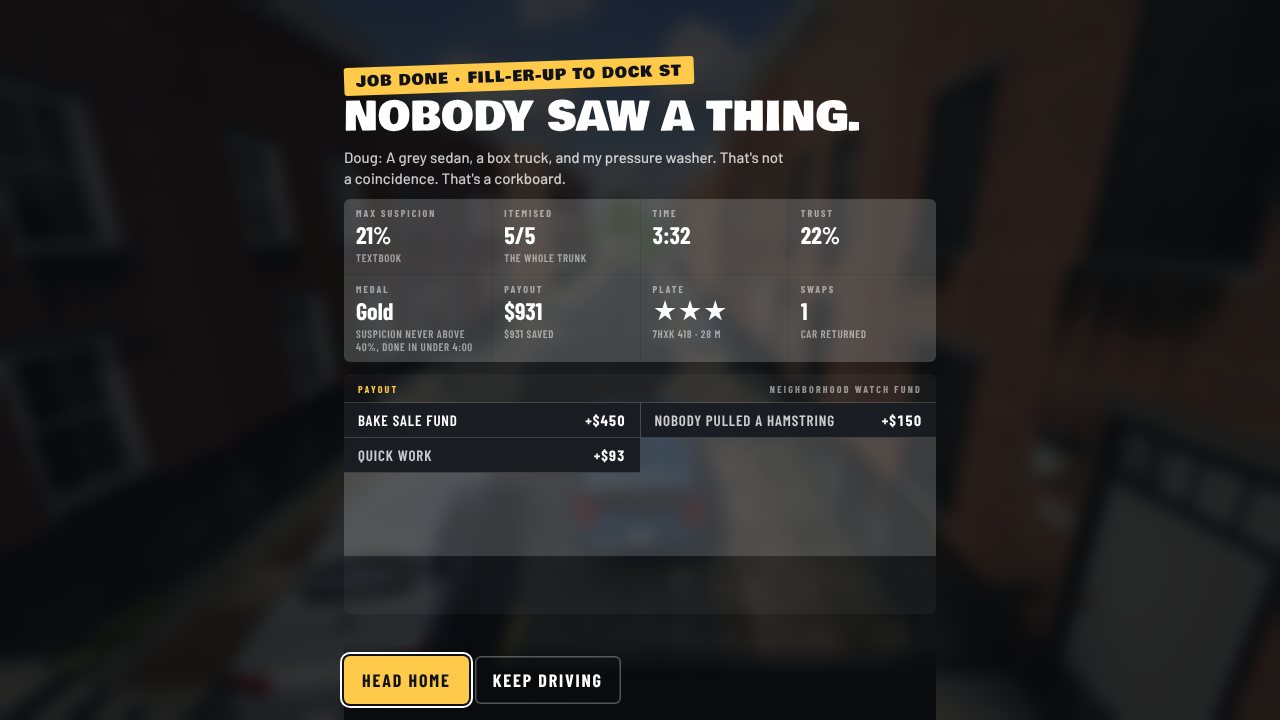 JOB DONE · FILL-ER-UP TO DOCK ST
NOBODY SAW A THING.
Doug: A grey sedan, a box truck, and my pressure washer. That's not
a coincidence. That's a corkboard.
MAX SUSPICION
21%
TEXTBOOK
ITEMISED
5/5
THE WHOLE TRUNK
TIME
3:32
TRUST
22%
MEDAL
Gold
SUSPICION NEVER ABOVE
40%, DONE IN UNDER 4:00
PAYOUT
$931
$931 SAVED
PLATE
★★★
7HXK 418 · 28 M
SWAPS
1
CAR RETURNED
PAYOUT
NEIGHBORHOOD WATCH FUND
BAKE SALE FUND +$450
NOBODY PULLED A HAMSTRING +$150
QUICK WORK +$93
HEAD HOME
KEEP DRIVING